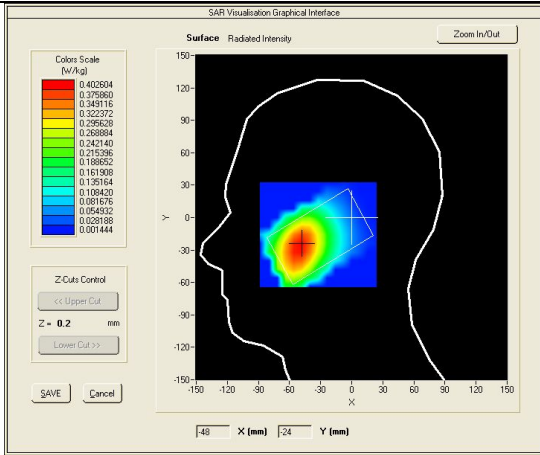 SAR Visualisation Graphical Interface
Surface Radiated Intensity
Zoom In/Out
Colors Scale
(W/kg)
0.402604
0.375860
0.349116
0.322372
0.295628
0.268884
0.242140
0.215396
0.188652
0.161908
0.135164
0.108420
0.081676
0.054932
0.028188
0.001444
Z-Cuts Control
<< Upper Cut
Z = 0.2 mm
Lower Cut >>
SAVE Cancel
150-
120-
90-
60-
30-
0-
-30-
-60-
-90-
-120-
-150-
Y
-150 -120 -90 -60 -30 0 30 60 90 120 150
X
-48 X (mm) -24 Y (mm)